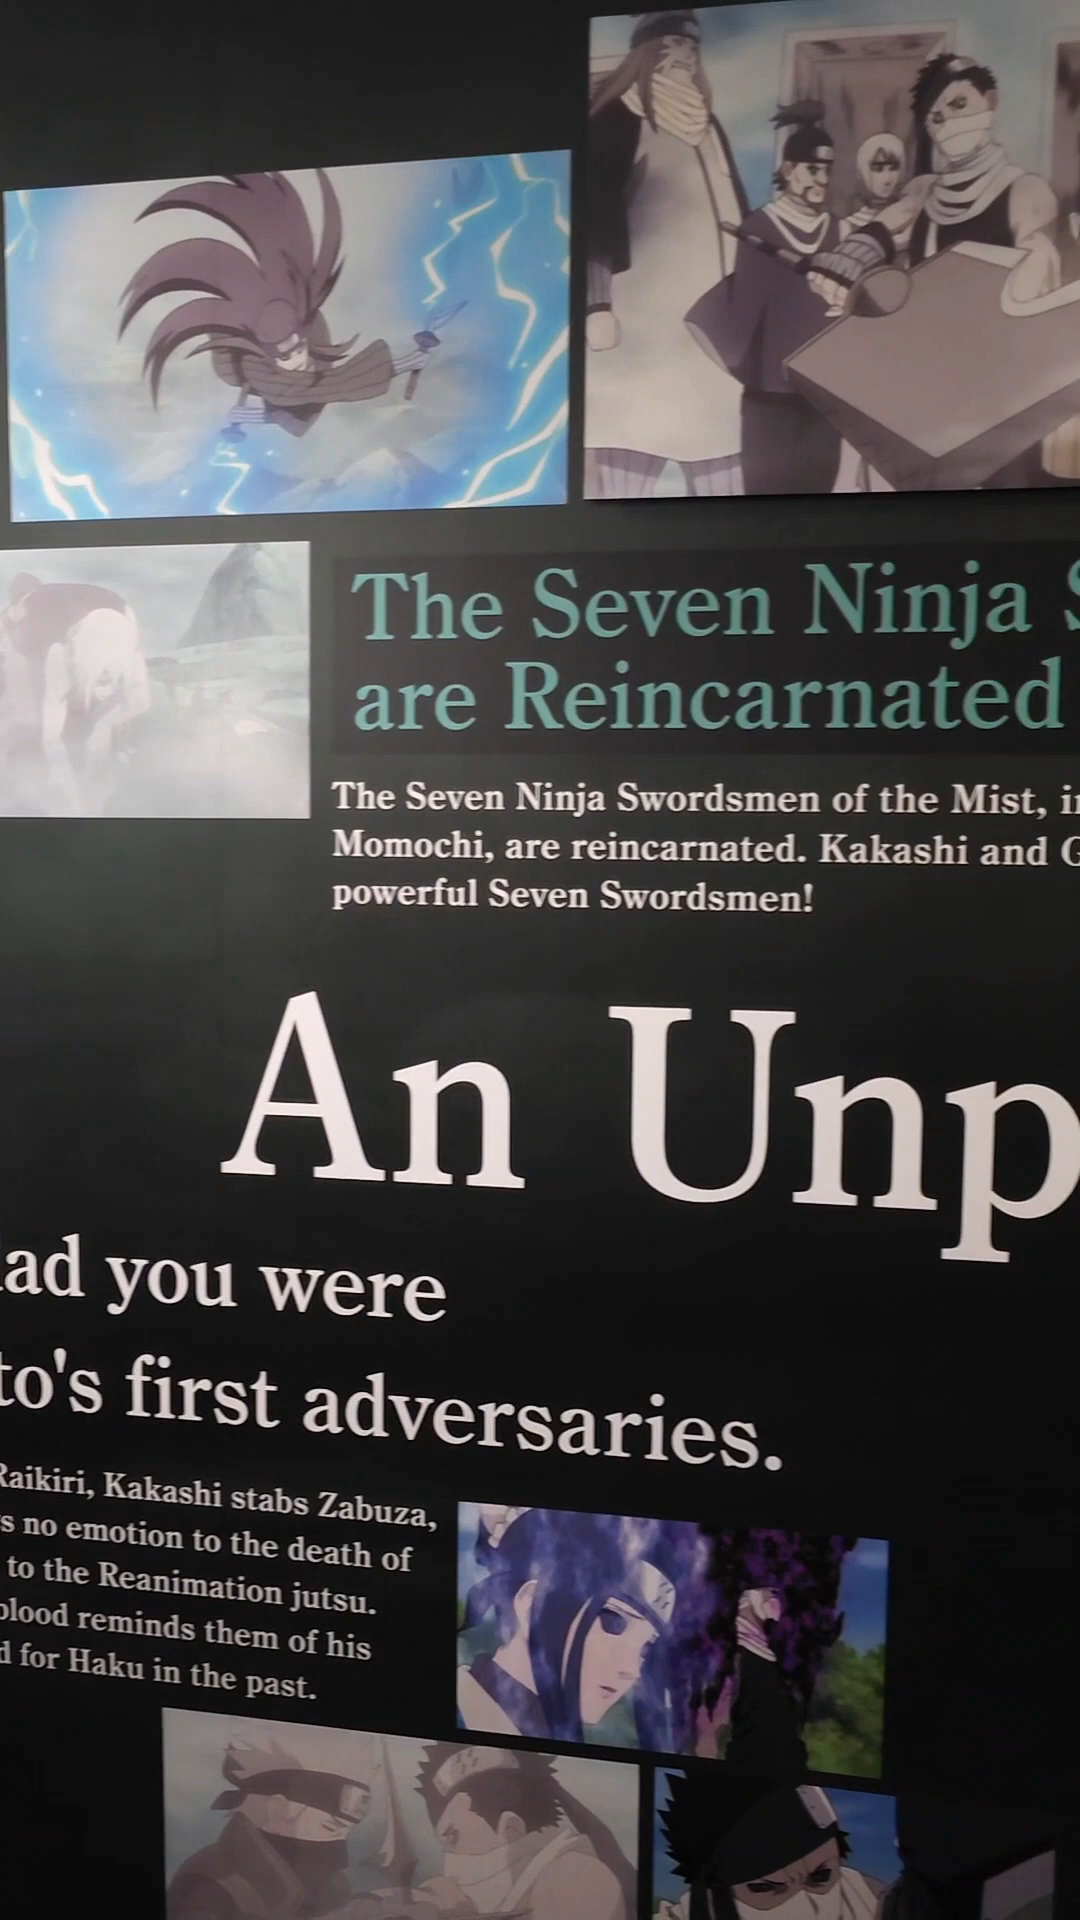 The Seven Ninja
are Reincarnated
The Seven Ninja Swordsmen of the Mist,
Momochi, are reincarnated. Kakashi and
powerful Seven Swordsmen!
An Unp
lad you were
to's first adversaries.
Raikiri, Kakashi stabs Zabuza,
s no emotion to the death of
to the Reanimation jutsu.
blood reminds them of his
d for Haku in the past.